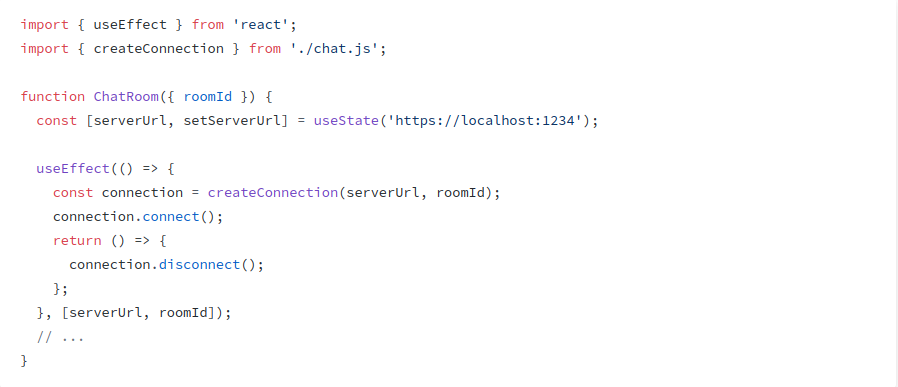 import { useEffect } from 'react';
import { createConnection } from './chat.js';
function ChatRoom({ roomId }) {
const [serverUrl, setServerUrl] = useState('https://localhost:1234');
useEffect(() => {
const connection = createConnection(serverUrl, roomId);
connection.connect();
return () => {
connection.disconnect();
};
}, [serverUrl, roomId]);
// ...
}